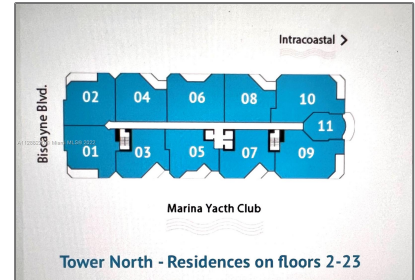 Intracoastal >
Biscayne Blvd.
02 04 06 08 10
11
01 03 05 07 09
Marina Yacth Club
Tower North - Residences on floors 2-23